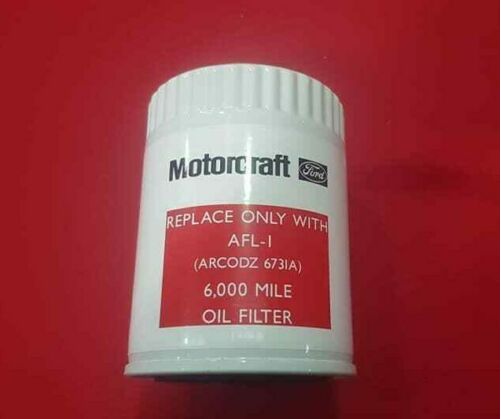 Motorcraft Ford
REPLACE ONLY WITH
AFL-1
(ARCODZ 6731A)
6,000 MILE
OIL FILTER